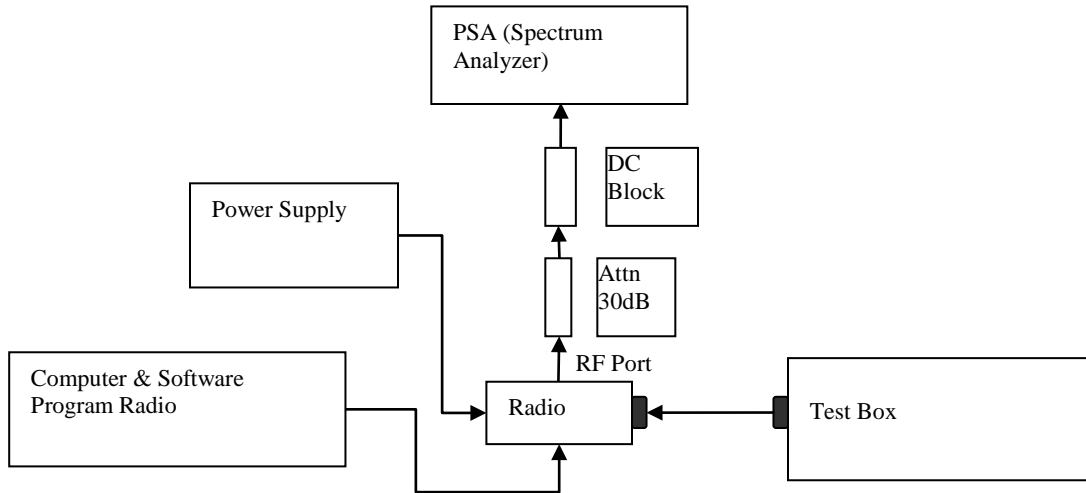 PSA (Spectrum
Analyzer)
DC
Block
Power Supply
Attn
30dB
RF Port
Computer & Software
Program Radio
Radio
Test Box